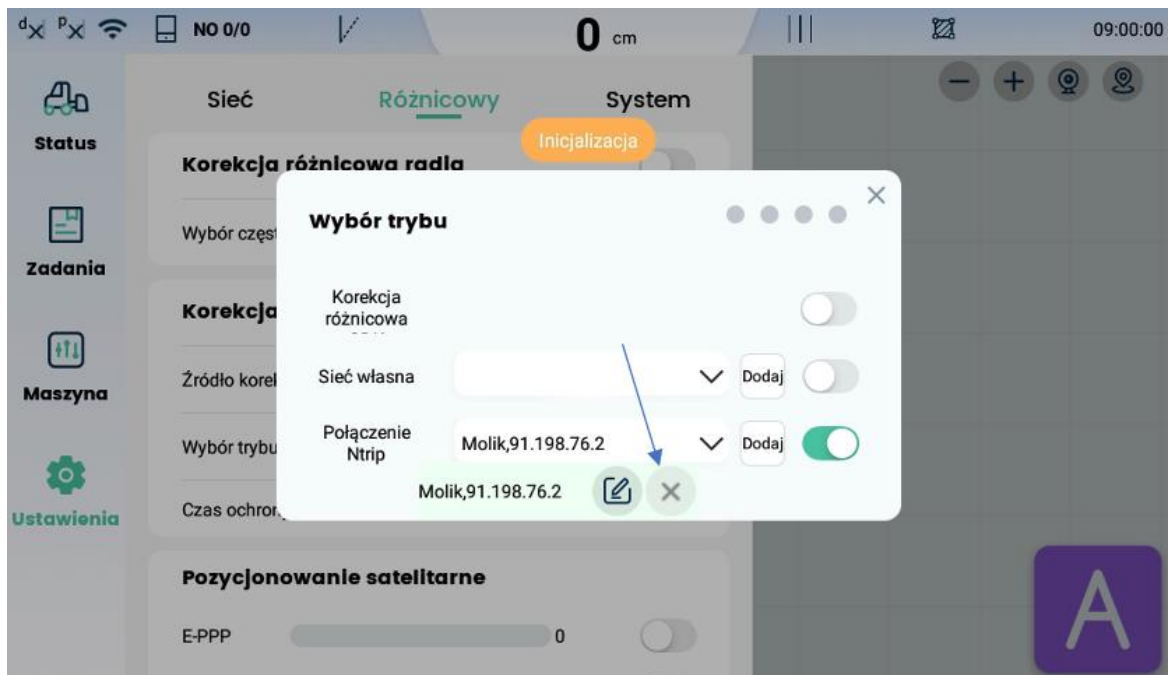 NO 0/0
0 cm
09:00:00
Status
Zadania
Maszyna
Ustawienia
Sieć
Różnicowy
System
Inicjalizacja
Korekcja różnicowa radia
Wybór częst
Korekcja
Źródło korek
Wybór trybu
Czas ochron
Wybór trybu
Korekcja
różnicowa
Sieć własna
Dodaj
Połączenie
Ntrip
Molik,91.198.76.2
Dodaj
Molik,91.198.76.2
Pozycjonowanie satelitarne
E-PPP
0
A